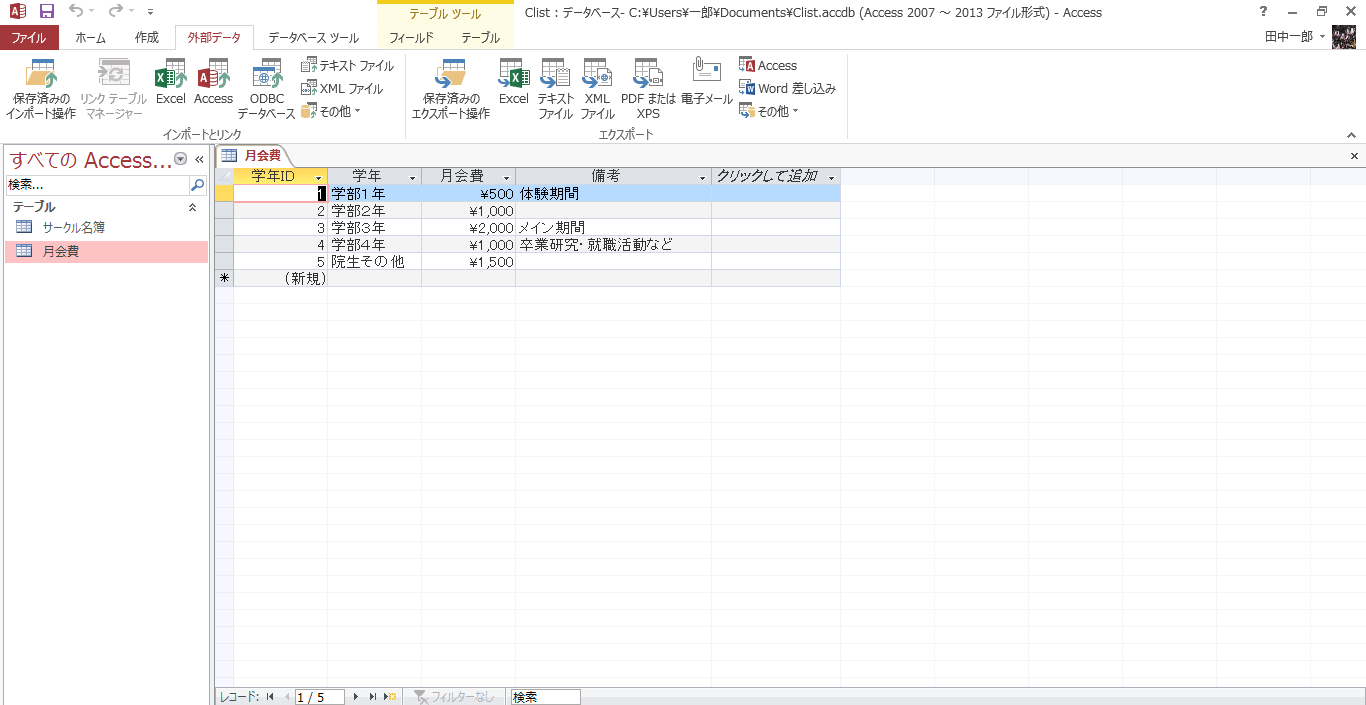 テーブル ツール
Clist : データベース- C:¥Users¥一郎¥Documents¥Clist.accdb (Access 2007 ～ 2013 ファイル形式) - Access
?
ファイル ホーム 作成 外部データ データベース ツール フィールド テーブル
田中一郎
保存済みの
インポート操作
リンク テーブル
マネージャー
Excel
Access
ODBC
データベース
テキスト ファイル
XML ファイル
その他
インポートとリンク
保存済みの
エクスポート操作
Excel
テキスト
ファイル
XML
ファイル
PDF または
XPS
電子メール
Access
Word 差し込み
その他
エクスポート
すべての Access...
検索...
テーブル
サークル名簿
月会費
月会費
学年ID 学年 月会費 備考 クリックして追加
1 学部1年 ¥500 体験期間
2 学部2年 ¥1,000
3 学部3年 ¥2,000 メイン期間
4 学部4年 ¥1,000 卒業研究・就職活動など
5 院生その他 ¥1,500
* (新規)
レコード: 1 / 5 フィルターなし 検索